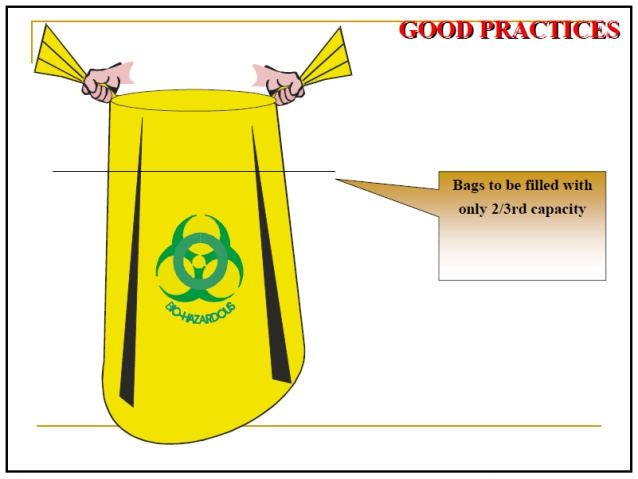 GOOD PRACTICES
Bags to be filled with
only 2/3rd capacity
BIO-HAZARDOUS